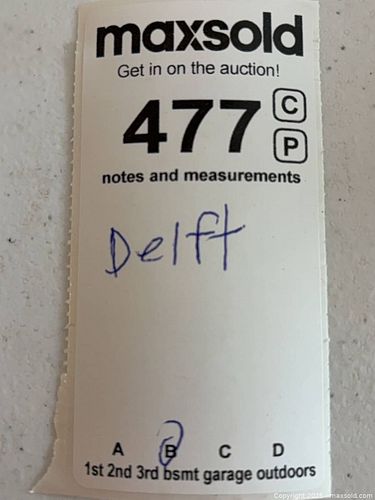 maxsold
Get in on the auction!
477 C
P
notes and measurements
Delft
A B C D
1st 2nd 3rd bsmt garage outdoors